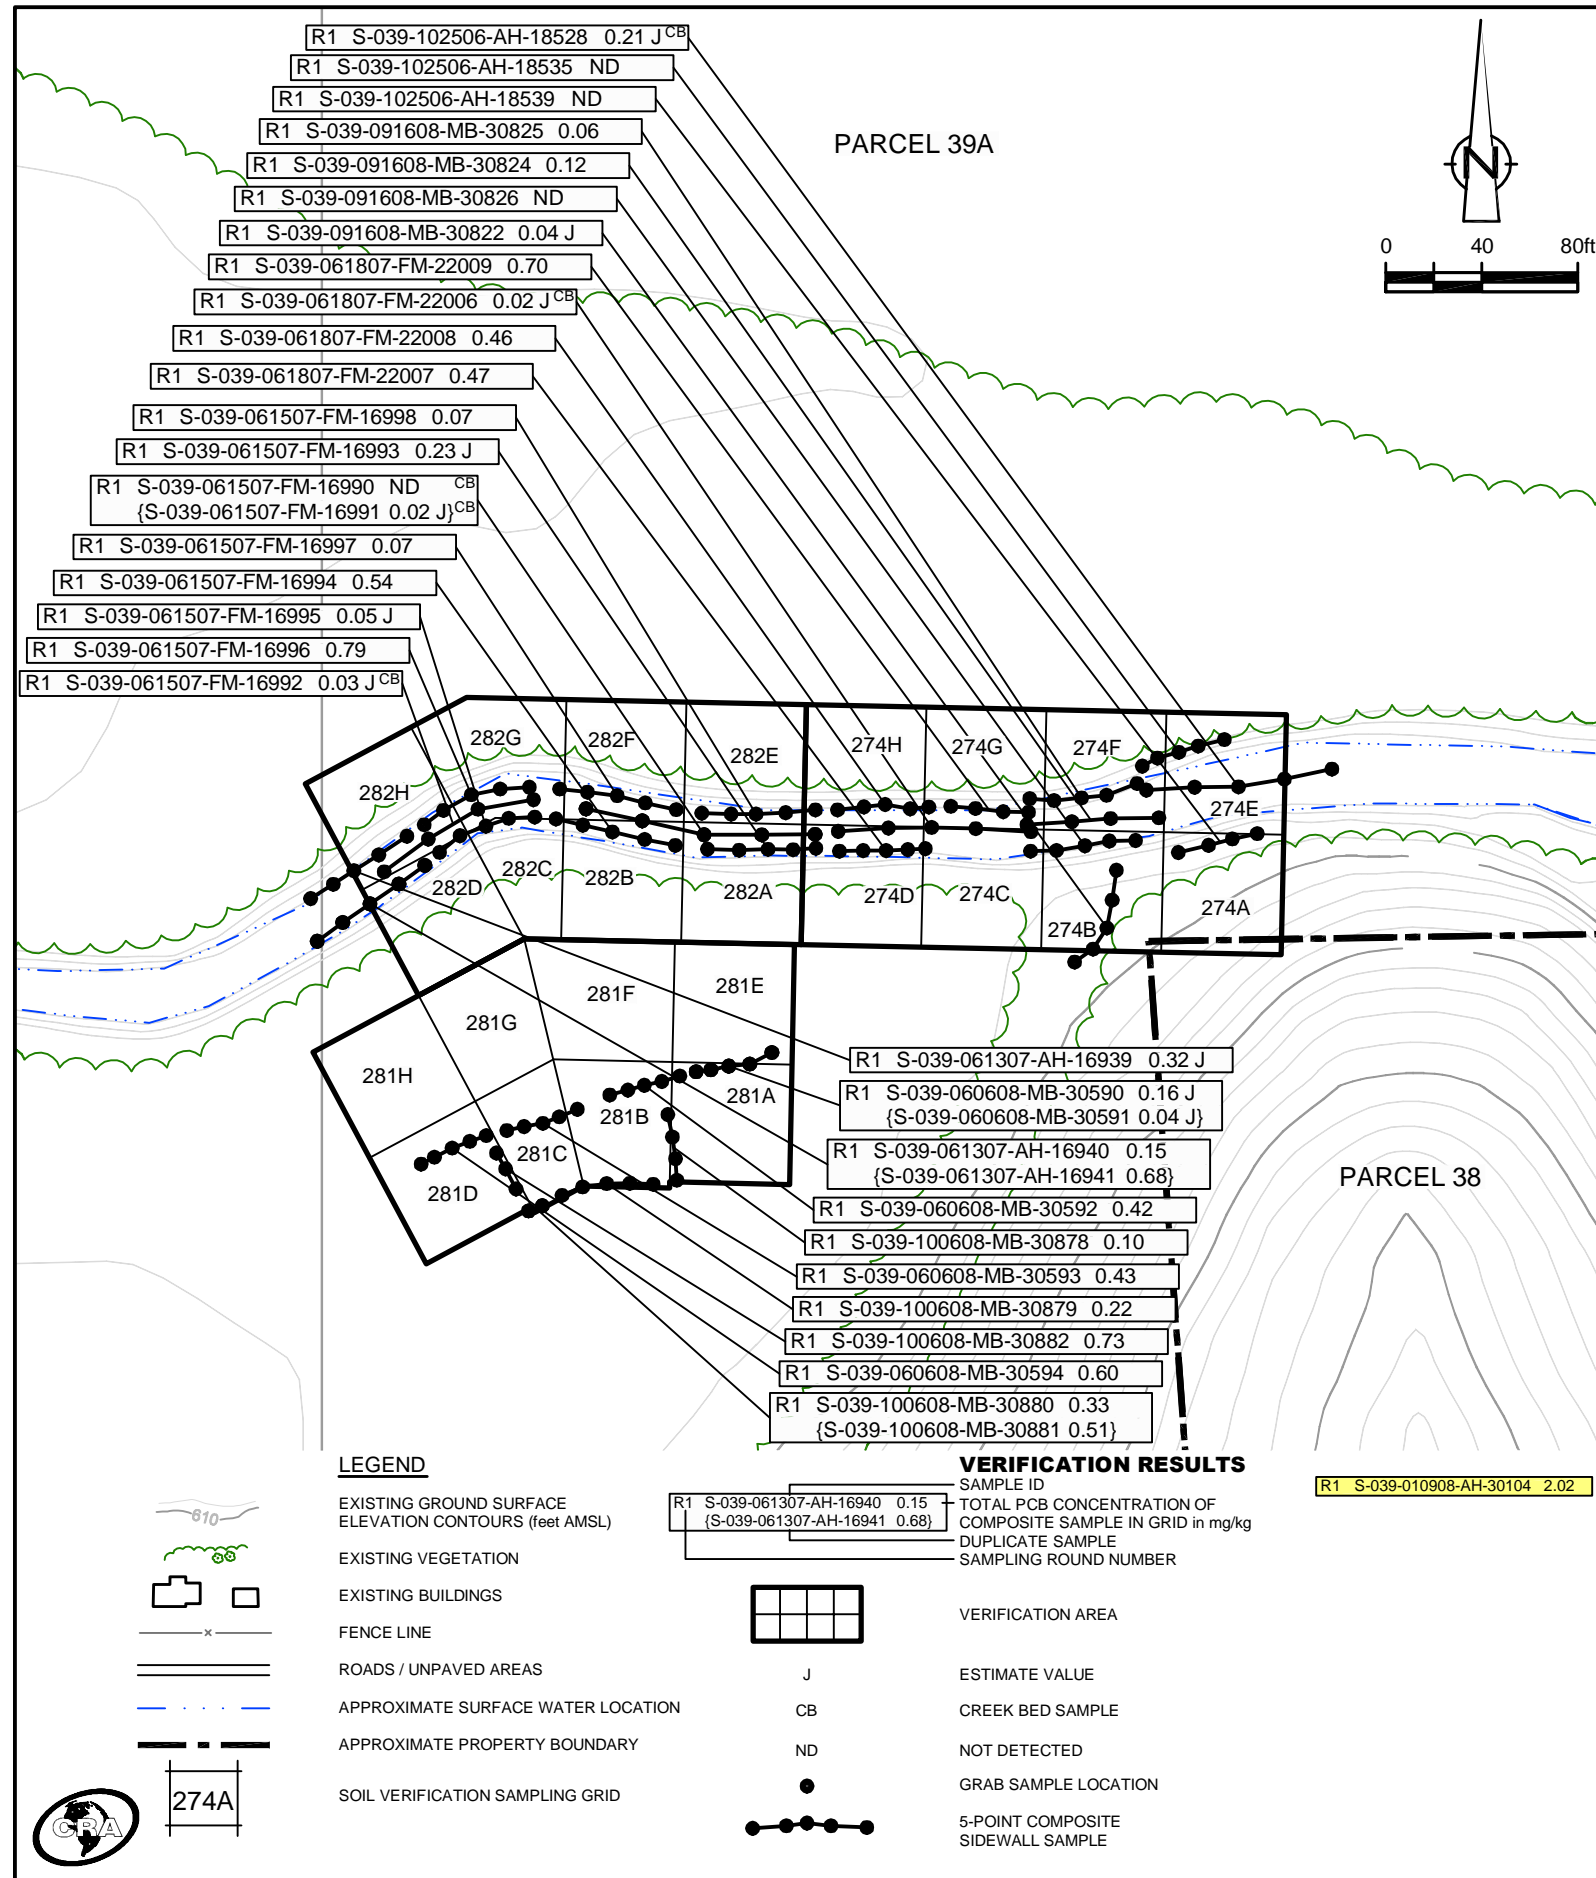 R1 S-039-102506-AH-18528 0.21 J CB
R1 S-039-102506-AH-18535 ND
R1 S-039-102506-AH-18539 ND
R1 S-039-091608-MB-30825 0.06
R1 S-039-091608-MB-30824 0.12
R1 S-039-091608-MB-30826 ND
R1 S-039-091608-MB-30822 0.04 J
R1 S-039-061807-FM-22009 0.70
R1 S-039-061807-FM-22006 0.02 J CB
R1 S-039-061807-FM-22008 0.46
R1 S-039-061807-FM-22007 0.47
R1 S-039-061507-FM-16998 0.07
R1 S-039-061507-FM-16993 0.23 J
R1 S-039-061507-FM-16990 ND CB
{S-039-061507-FM-16991 0.02 J} CB
R1 S-039-061507-FM-16997 0.07
R1 S-039-061507-FM-16994 0.54
R1 S-039-061507-FM-16995 0.05 J
R1 S-039-061507-FM-16996 0.79
R1 S-039-061507-FM-16992 0.03 J CB
PARCEL 39A
N
0 40 80ft
282G
282F
282E
274H
274G
274F
282H
274E
282D
282C
282B
282A
274D
274C
274B
274A
281E
281F
281G
281H
281A
281B
281C
281D
PARCEL 38
R1 S-039-061307-AH-16939 0.32 J
R1 S-039-060608-MB-30590 0.16 J
{S-039-060608-MB-30591 0.04 J}
R1 S-039-061307-AH-16940 0.15
{S-039-061307-AH-16941 0.68}
R1 S-039-060608-MB-30592 0.42
R1 S-039-100608-MB-30878 0.10
R1 S-039-060608-MB-30593 0.43
R1 S-039-100608-MB-30879 0.22
R1 S-039-100608-MB-30882 0.73
R1 S-039-060608-MB-30594 0.60
R1 S-039-100608-MB-30880 0.33
{S-039-100608-MB-30881 0.51}
LEGEND
610
EXISTING GROUND SURFACE
ELEVATION CONTOURS (feet AMSL)
EXISTING VEGETATION
EXISTING BUILDINGS
x
FENCE LINE
ROADS / UNPAVED AREAS
APPROXIMATE SURFACE WATER LOCATION
APPROXIMATE PROPERTY BOUNDARY
274A
SOIL VERIFICATION SAMPLING GRID
CRA
VERIFICATION RESULTS
SAMPLE ID
R1 S-039-061307-AH-16940 0.15
{S-039-061307-AH-16941 0.68}
TOTAL PCB CONCENTRATION OF
COMPOSITE SAMPLE IN GRID in mg/kg
DUPLICATE SAMPLE
SAMPLING ROUND NUMBER
VERIFICATION AREA
J ESTIMATE VALUE
CB CREEK BED SAMPLE
ND NOT DETECTED
GRAB SAMPLE LOCATION
5-POINT COMPOSITE
SIDEWALL SAMPLE
R1 S-039-010908-AH-30104 2.02